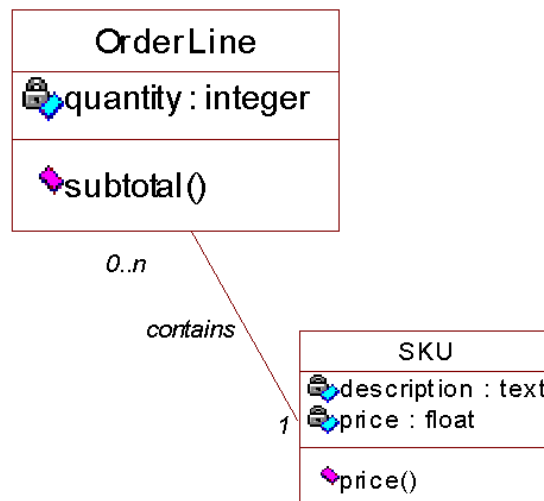 OrderLine
quantity : integer
subtotal()
0..n
contains
SKU
description : text
1
price : float
price()